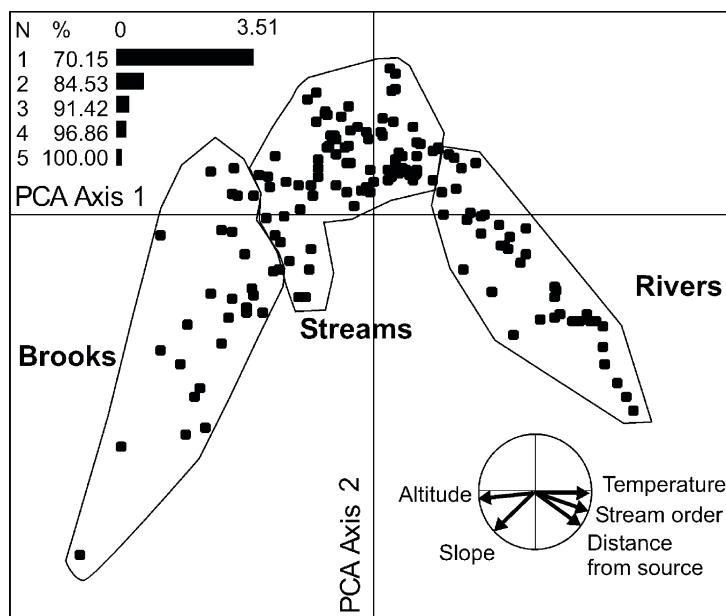 N % 0 3.51
1 70.15
2 84.53
3 91.42
4 96.86
5 100.00
PCA Axis 1
Rivers
Streams
Brooks
PCA Axis 2
Altitude
Temperature
Stream order
Slope
Distance
from source